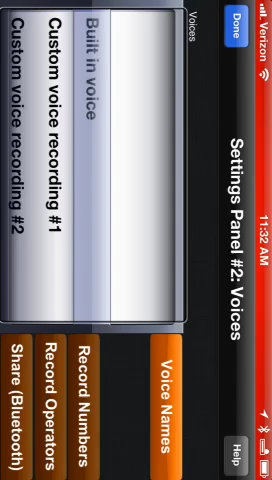 Verizon 11:32 AM
Done Settings Panel #2: Voices Help
Voices
Built in voice
Custom voice recording #1
Custom voice recording #2
Voice Names
Record Numbers
Record Operators
Share (Bluetooth)